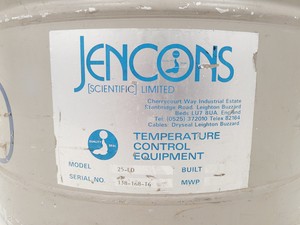 JENCONS
[SCIENTIFIC] LIMITED
Cherrycourt Way Industrial Estate
Stanbridge Road, Leighton Buzzard
Beds LU7 8UA, England
Tel (0525) 372010 Telex 82164
Cables: Oryseal Leighton Buzzard
TEMPERATURE
CONTROL
EQUIPMENT
MODEL BUILT
SERIAL NO. MWP